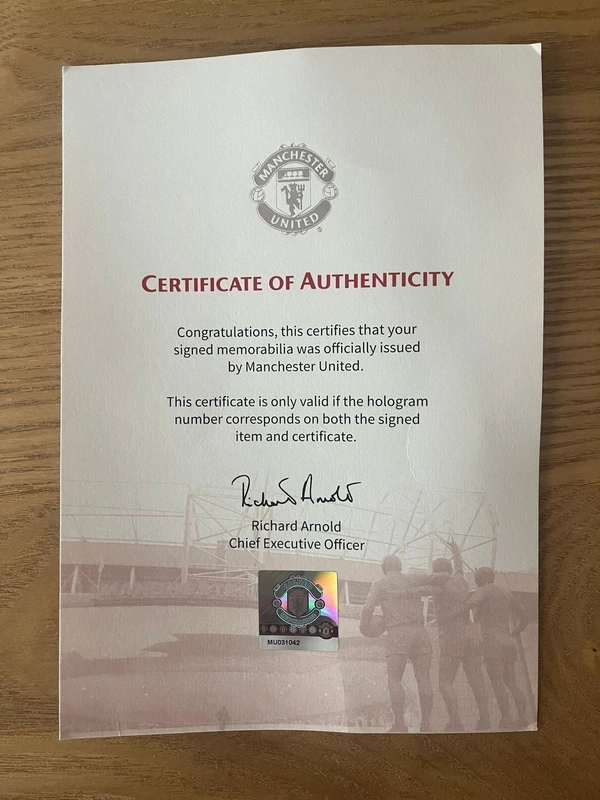 MANCHESTER
UNITED
CERTIFICATE OF AUTHENTICITY
Congratulations, this certifies that your
signed memorabilia was officially issued
by Manchester United.
This certificate is only valid if the hologram
number corresponds on both the signed
item and certificate.
Richard Arnold
Richard Arnold
Chief Executive Officer
MU031042